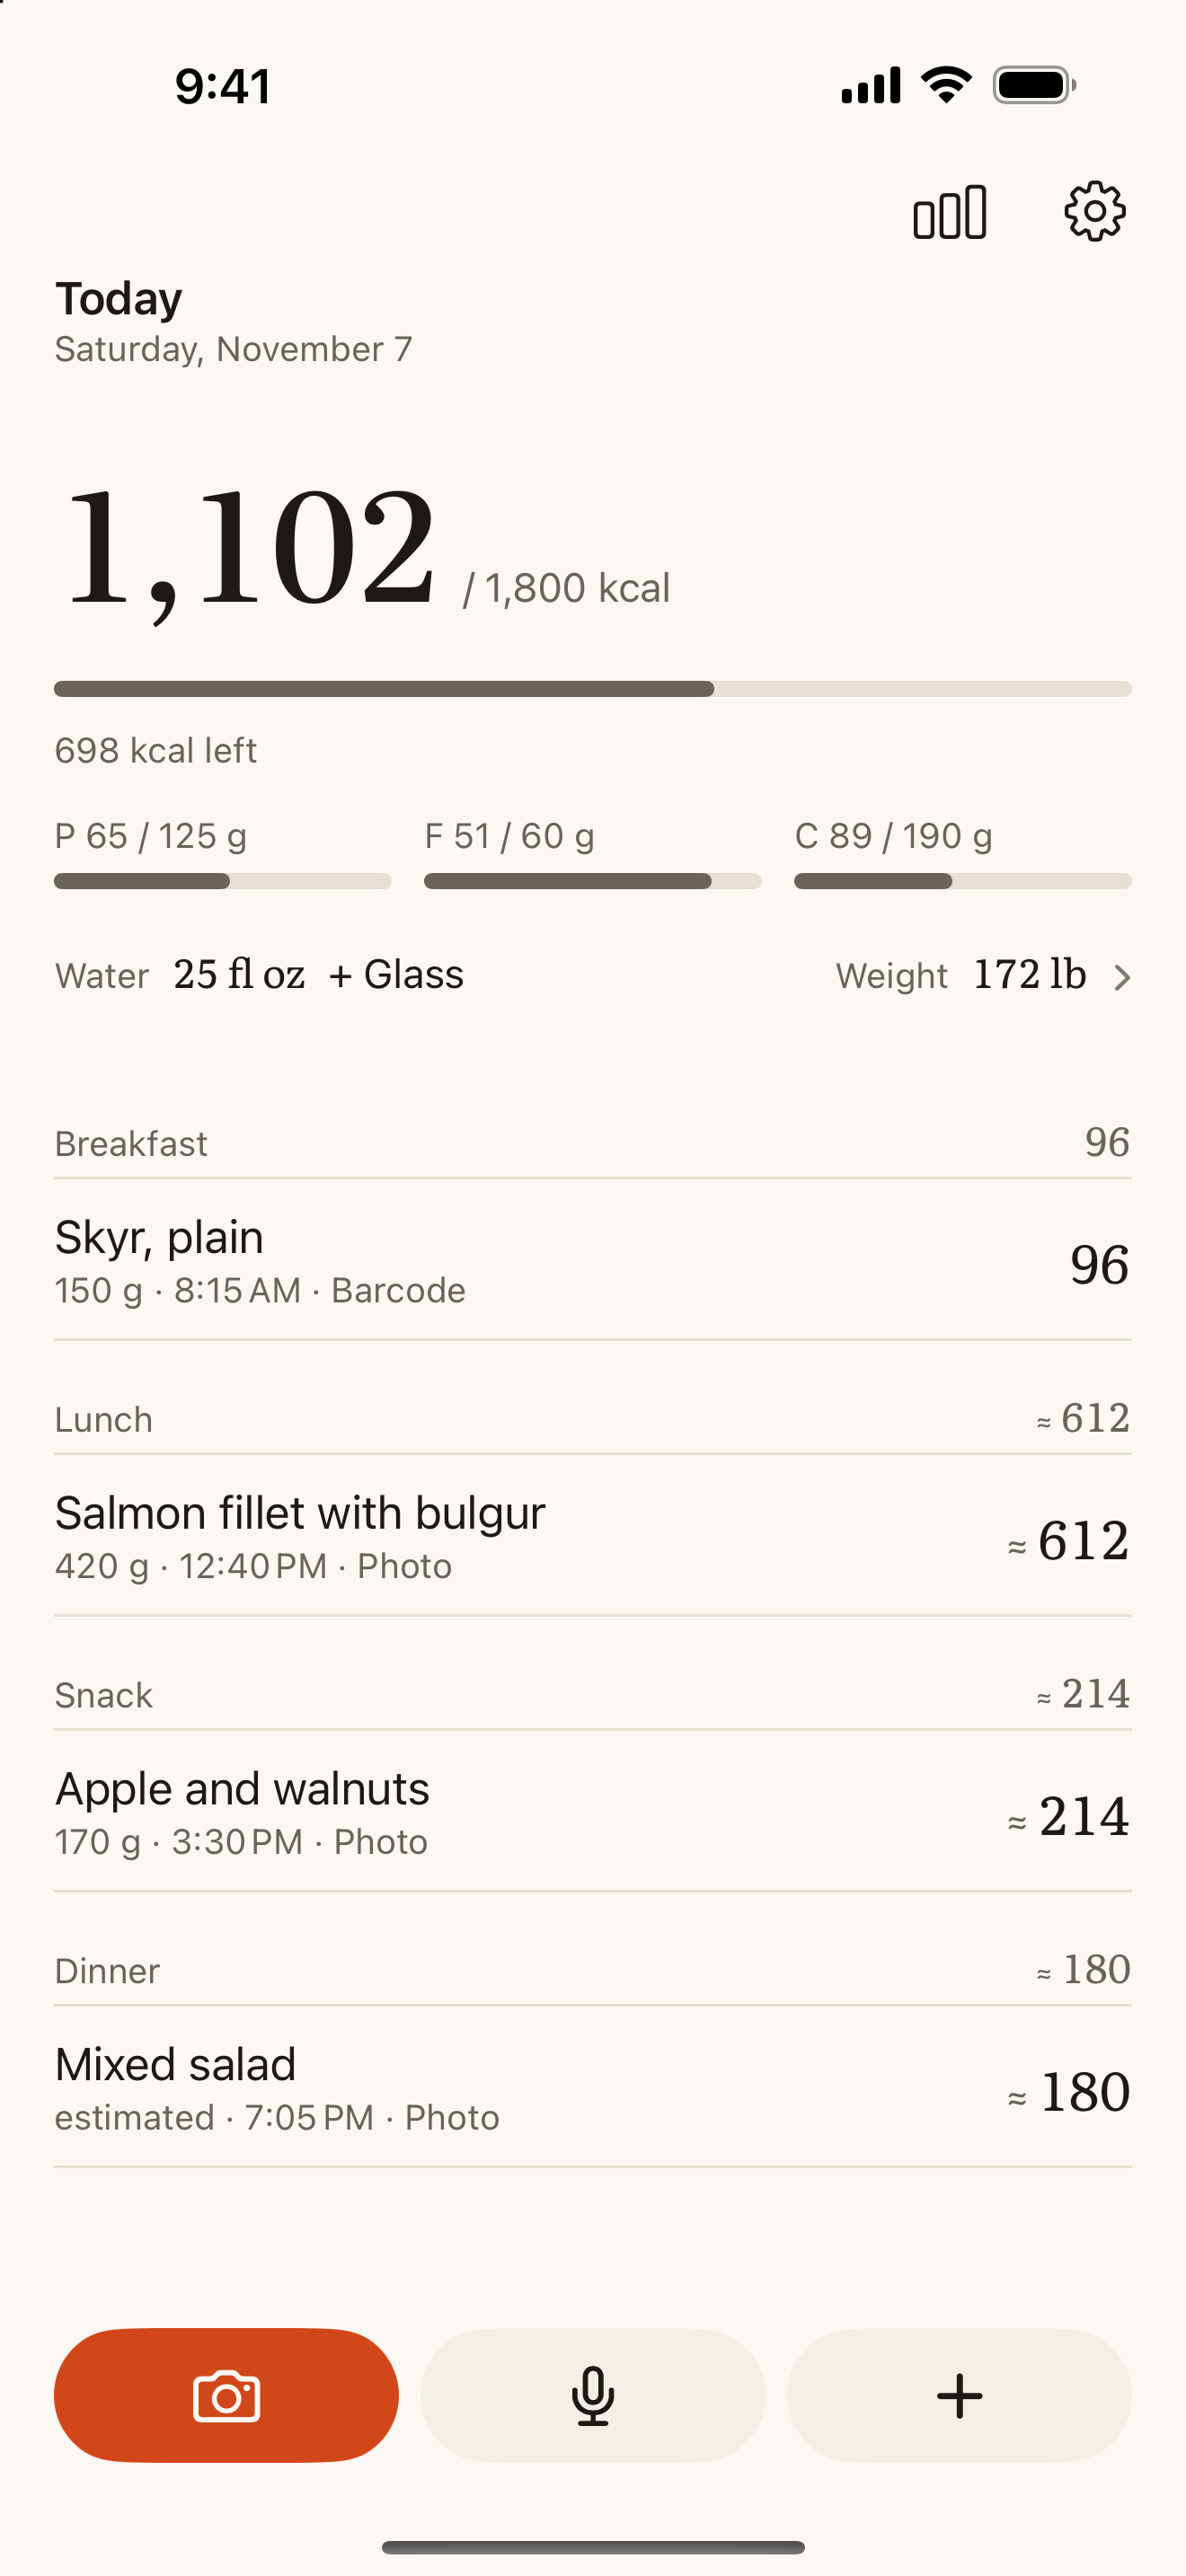 9:41
Today
Saturday, November 7
1,102 / 1,800 kcal
698 kcal left
P 65 / 125 g
F 51 / 60 g
C 89 / 190 g
Water 25 fl oz + Glass
Weight 172 lb
Breakfast 96
Skyr, plain
150 g · 8:15 AM · Barcode
96
Lunch ≈ 612
Salmon fillet with bulgur
420 g · 12:40 PM · Photo
≈ 612
Snack ≈ 214
Apple and walnuts
170 g · 3:30 PM · Photo
≈ 214
Dinner ≈ 180
Mixed salad
estimated · 7:05 PM · Photo
≈ 180